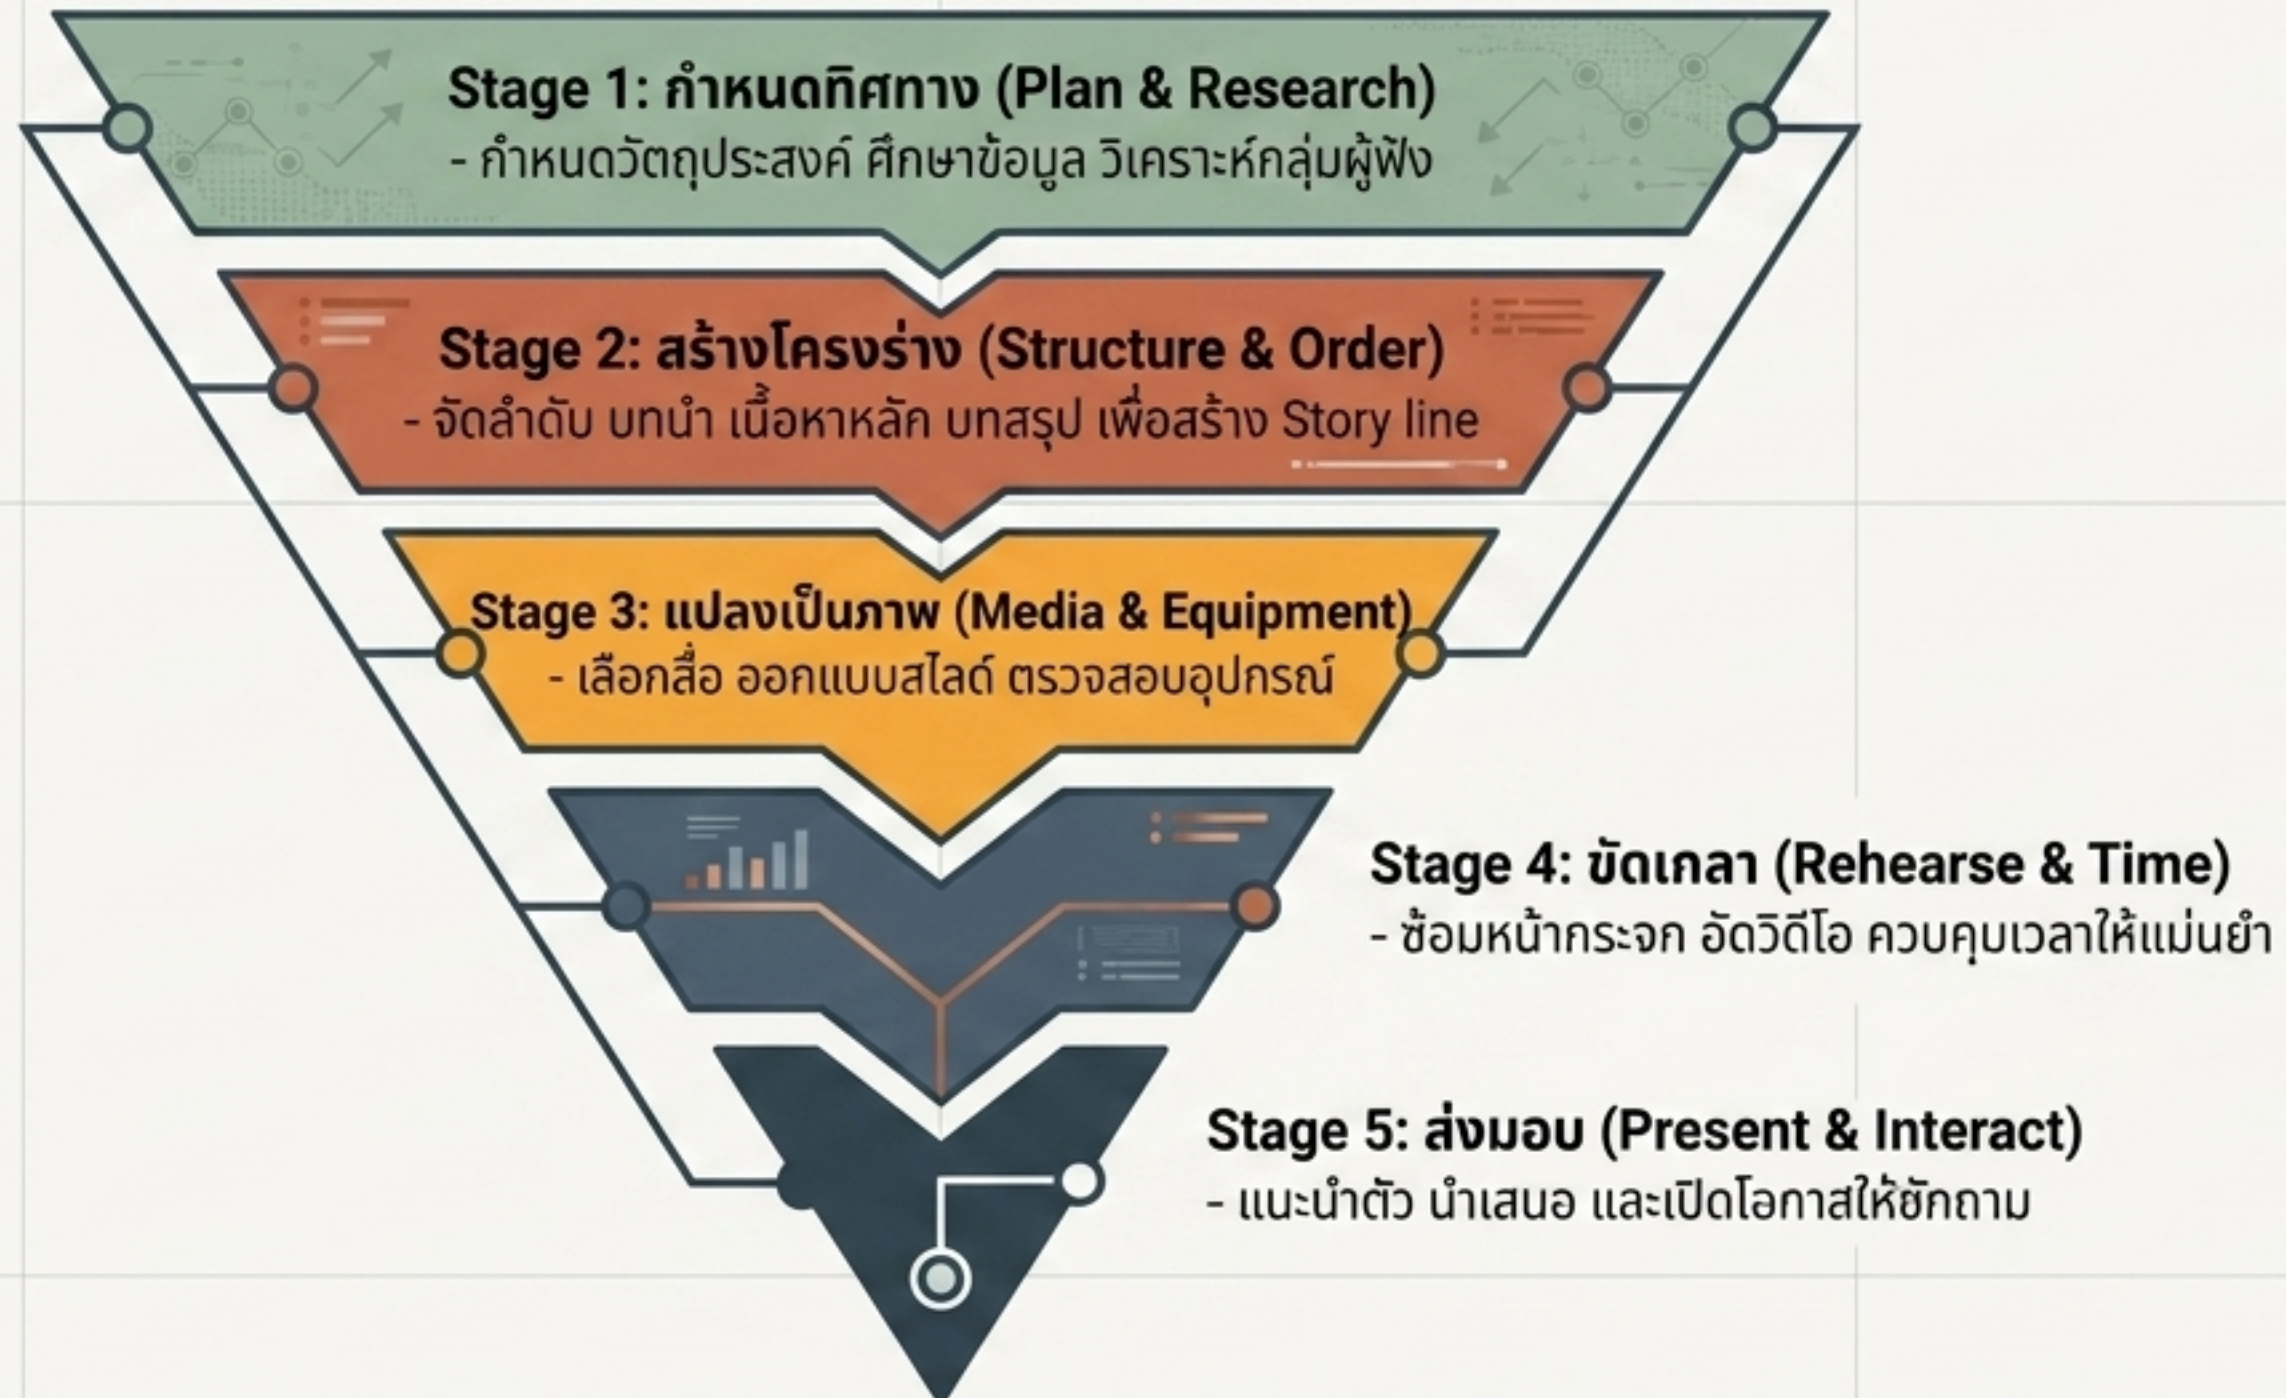 Stage 1: กำหนดทิศทาง (Plan & Research)
- กำหนดวัตถุประสงค์ ศึกษาข้อมูล วิเคราะห์กลุ่มผู้ฟัง
Stage 2: สร้างโครงร่าง (Structure & Order)
- จัดลำดับ บทนำ เนื้อหาหลัก บทสรุป เพื่อสร้าง Story line
Stage 3: แปลงเป็นภาพ (Media & Equipment)
- เลือกสื่อ ออกแบบสไลด์ ตรวจสอบอุปกรณ์
Stage 4: ขัดเกลา (Rehearse & Time)
- ซ้อมหน้ากระจก อัดวิดีโอ ควบคุมเวลาให้แม่นยำ
Stage 5: ส่งมอบ (Present & Interact)
- แนะนำตัว นำเสนอ และเปิดโอกาสให้ซักถาม